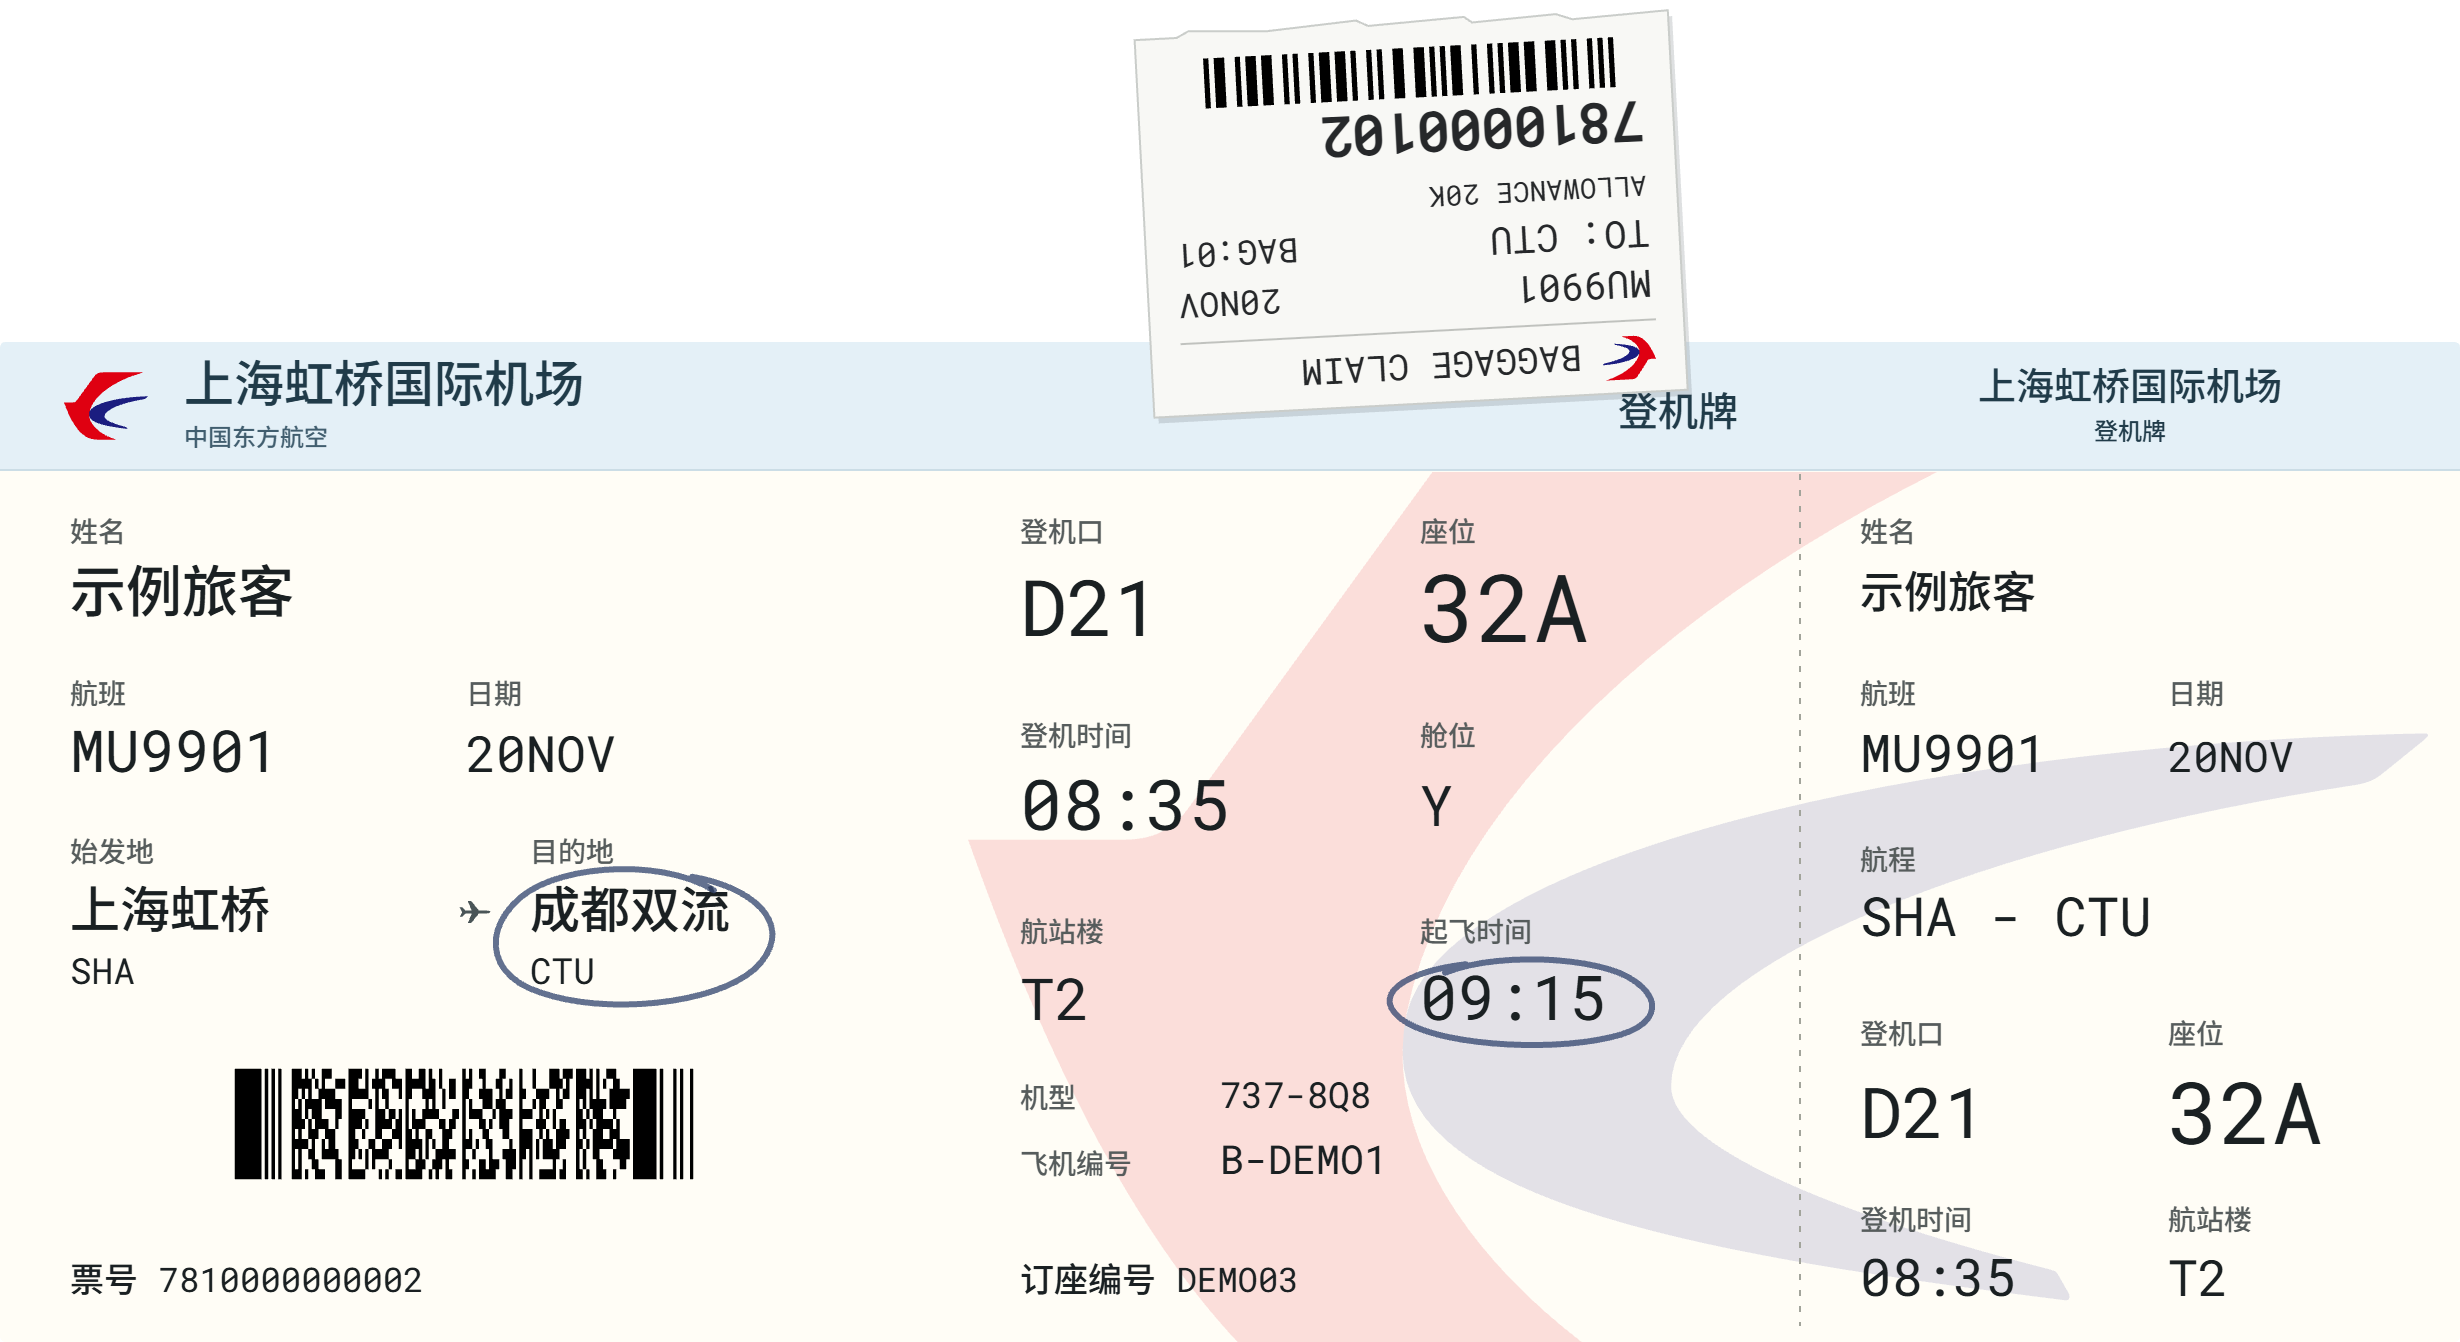 BAGGAGE CLAIM
MU9901 20NOV
TO: CTU BAG:01
ALLOWANCE 20K
7810000102
上海虹桥国际机场
中国东方航空
登机牌
姓名
示例旅客
航班 日期
MU9901 20NOV
始发地 目的地
上海虹桥 成都双流
SHA CTU
票号 7810000000002
登机口 座位
D21 32A
登机时间 舱位
08:35 Y
航站楼 起飞时间
T2 09:15
机型 737-8Q8
飞机编号 B-DEMO1
订座编号 DEMO03
上海虹桥国际机场
登机牌
姓名
示例旅客
航班 日期
MU9901 20NOV
航程
SHA - CTU
登机口 座位
D21 32A
登机时间 航站楼
08:35 T2